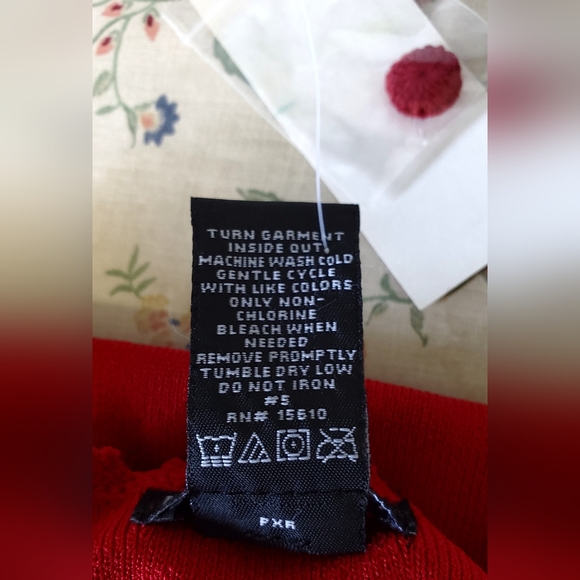 TURN GARMENT
INSIDE OUT
MACHINE WASH COLD
GENTLE CYCLE
WITH LIKE COLORS
ONLY NON-
CHLORINE
BLEACH WHEN
NEEDED
REMOVE PROMPTLY
TUMBLE DRY LOW
DO NOT IRON
#5
RN# 15610
PXR